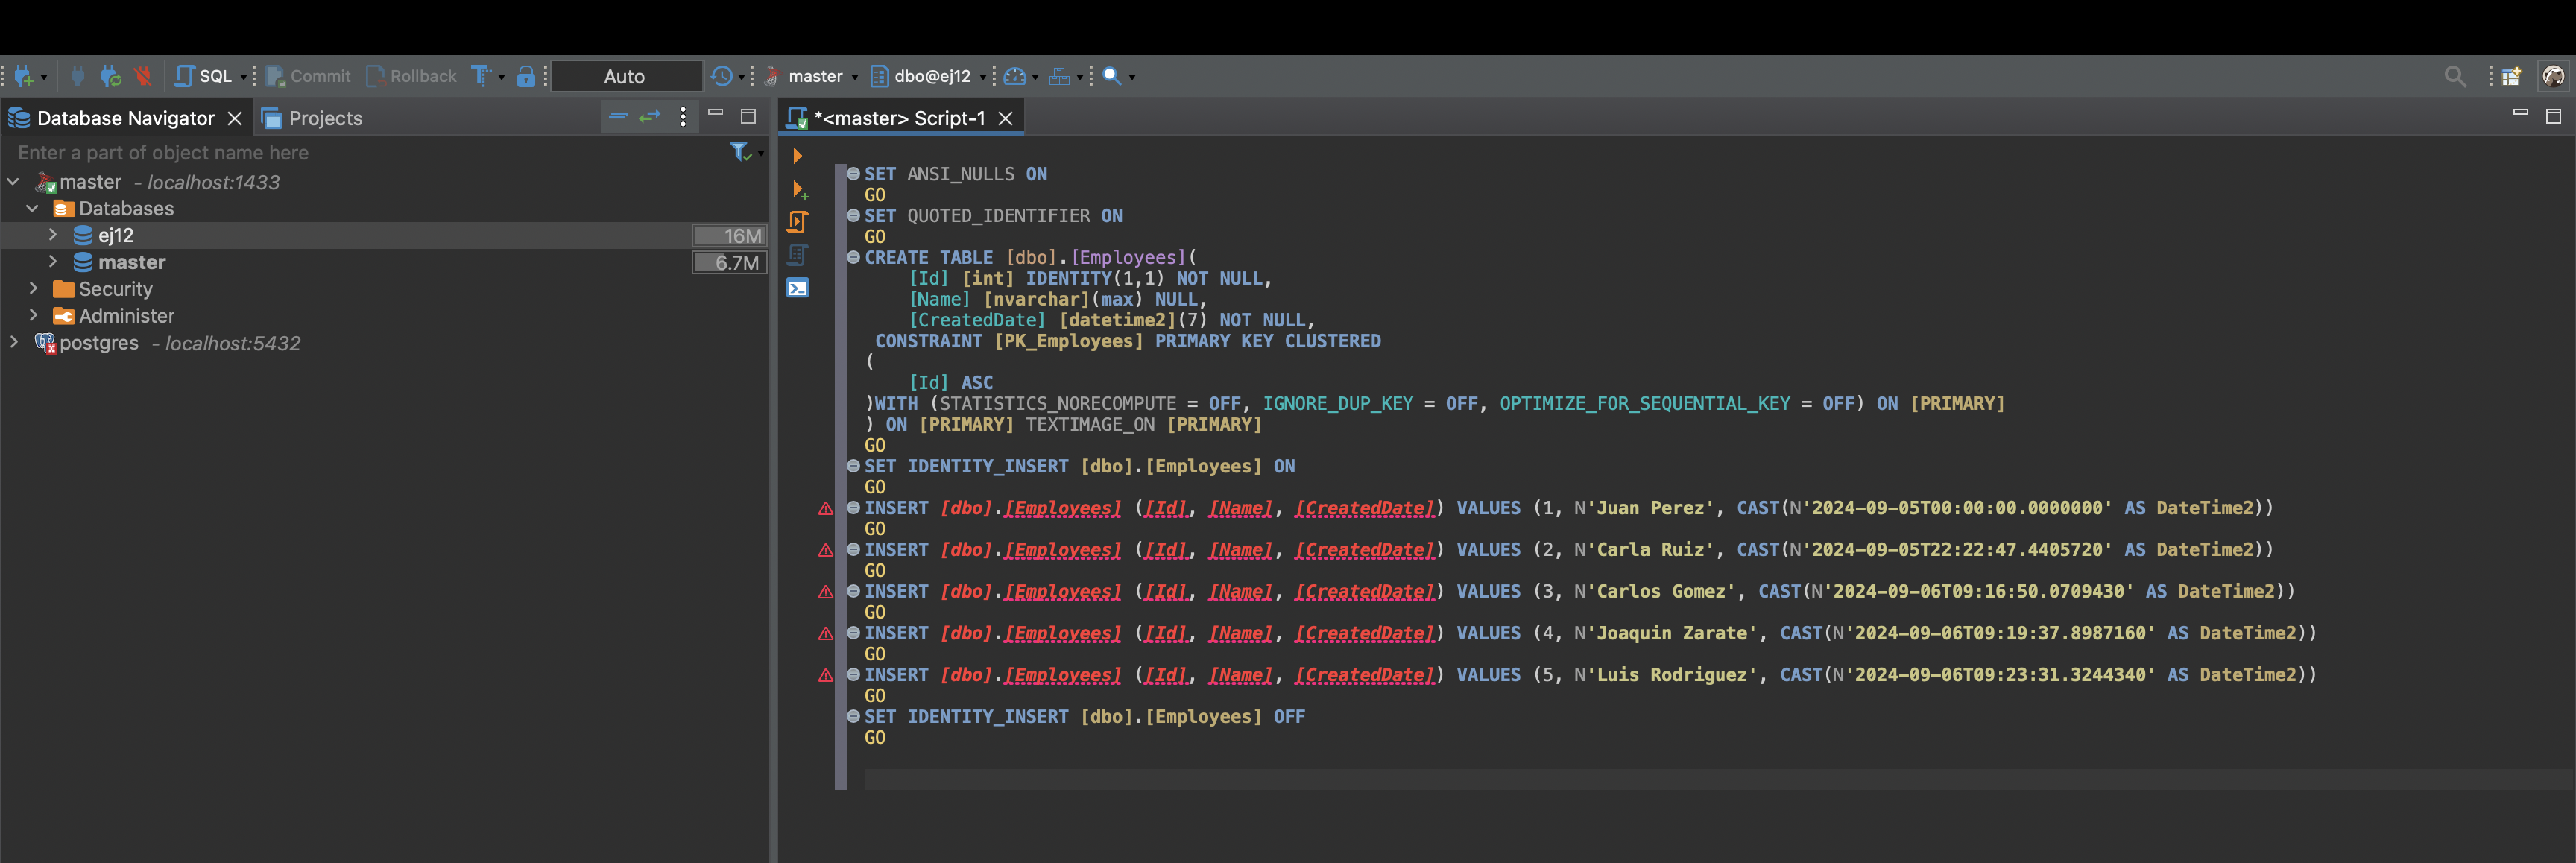 SQL Commit Rollback Auto master dbo@ej12
Database Navigator Projects
*<master> Script-1
Enter a part of object name here
master - localhost:1433
Databases
ej12 16M
master 6.7M
Security
Administer
postgres - localhost:5432
SET ANSI_NULLS ON
GO
SET QUOTED_IDENTIFIER ON
GO
CREATE TABLE [dbo].[Employees](
[Id] [int] IDENTITY(1,1) NOT NULL,
[Name] [nvarchar](max) NULL,
[CreatedDate] [datetime2](7) NOT NULL,
CONSTRAINT [PK_Employees] PRIMARY KEY CLUSTERED
(
[Id] ASC
)WITH (STATISTICS_NORECOMPUTE = OFF, IGNORE_DUP_KEY = OFF, OPTIMIZE_FOR_SEQUENTIAL_KEY = OFF) ON [PRIMARY]
) ON [PRIMARY] TEXTIMAGE_ON [PRIMARY]
GO
SET IDENTITY_INSERT [dbo].[Employees] ON
GO
INSERT [dbo].[Employees] ([Id], [Name], [CreatedDate]) VALUES (1, N'Juan Perez', CAST(N'2024-09-05T00:00:00.0000000' AS DateTime2))
GO
INSERT [dbo].[Employees] ([Id], [Name], [CreatedDate]) VALUES (2, N'Carla Ruiz', CAST(N'2024-09-05T22:22:47.4405720' AS DateTime2))
GO
INSERT [dbo].[Employees] ([Id], [Name], [CreatedDate]) VALUES (3, N'Carlos Gomez', CAST(N'2024-09-06T09:16:50.0709430' AS DateTime2))
GO
INSERT [dbo].[Employees] ([Id], [Name], [CreatedDate]) VALUES (4, N'Joaquin Zarate', CAST(N'2024-09-06T09:19:37.8987160' AS DateTime2))
GO
INSERT [dbo].[Employees] ([Id], [Name], [CreatedDate]) VALUES (5, N'Luis Rodriguez', CAST(N'2024-09-06T09:23:31.3244340' AS DateTime2))
GO
SET IDENTITY_INSERT [dbo].[Employees] OFF
GO